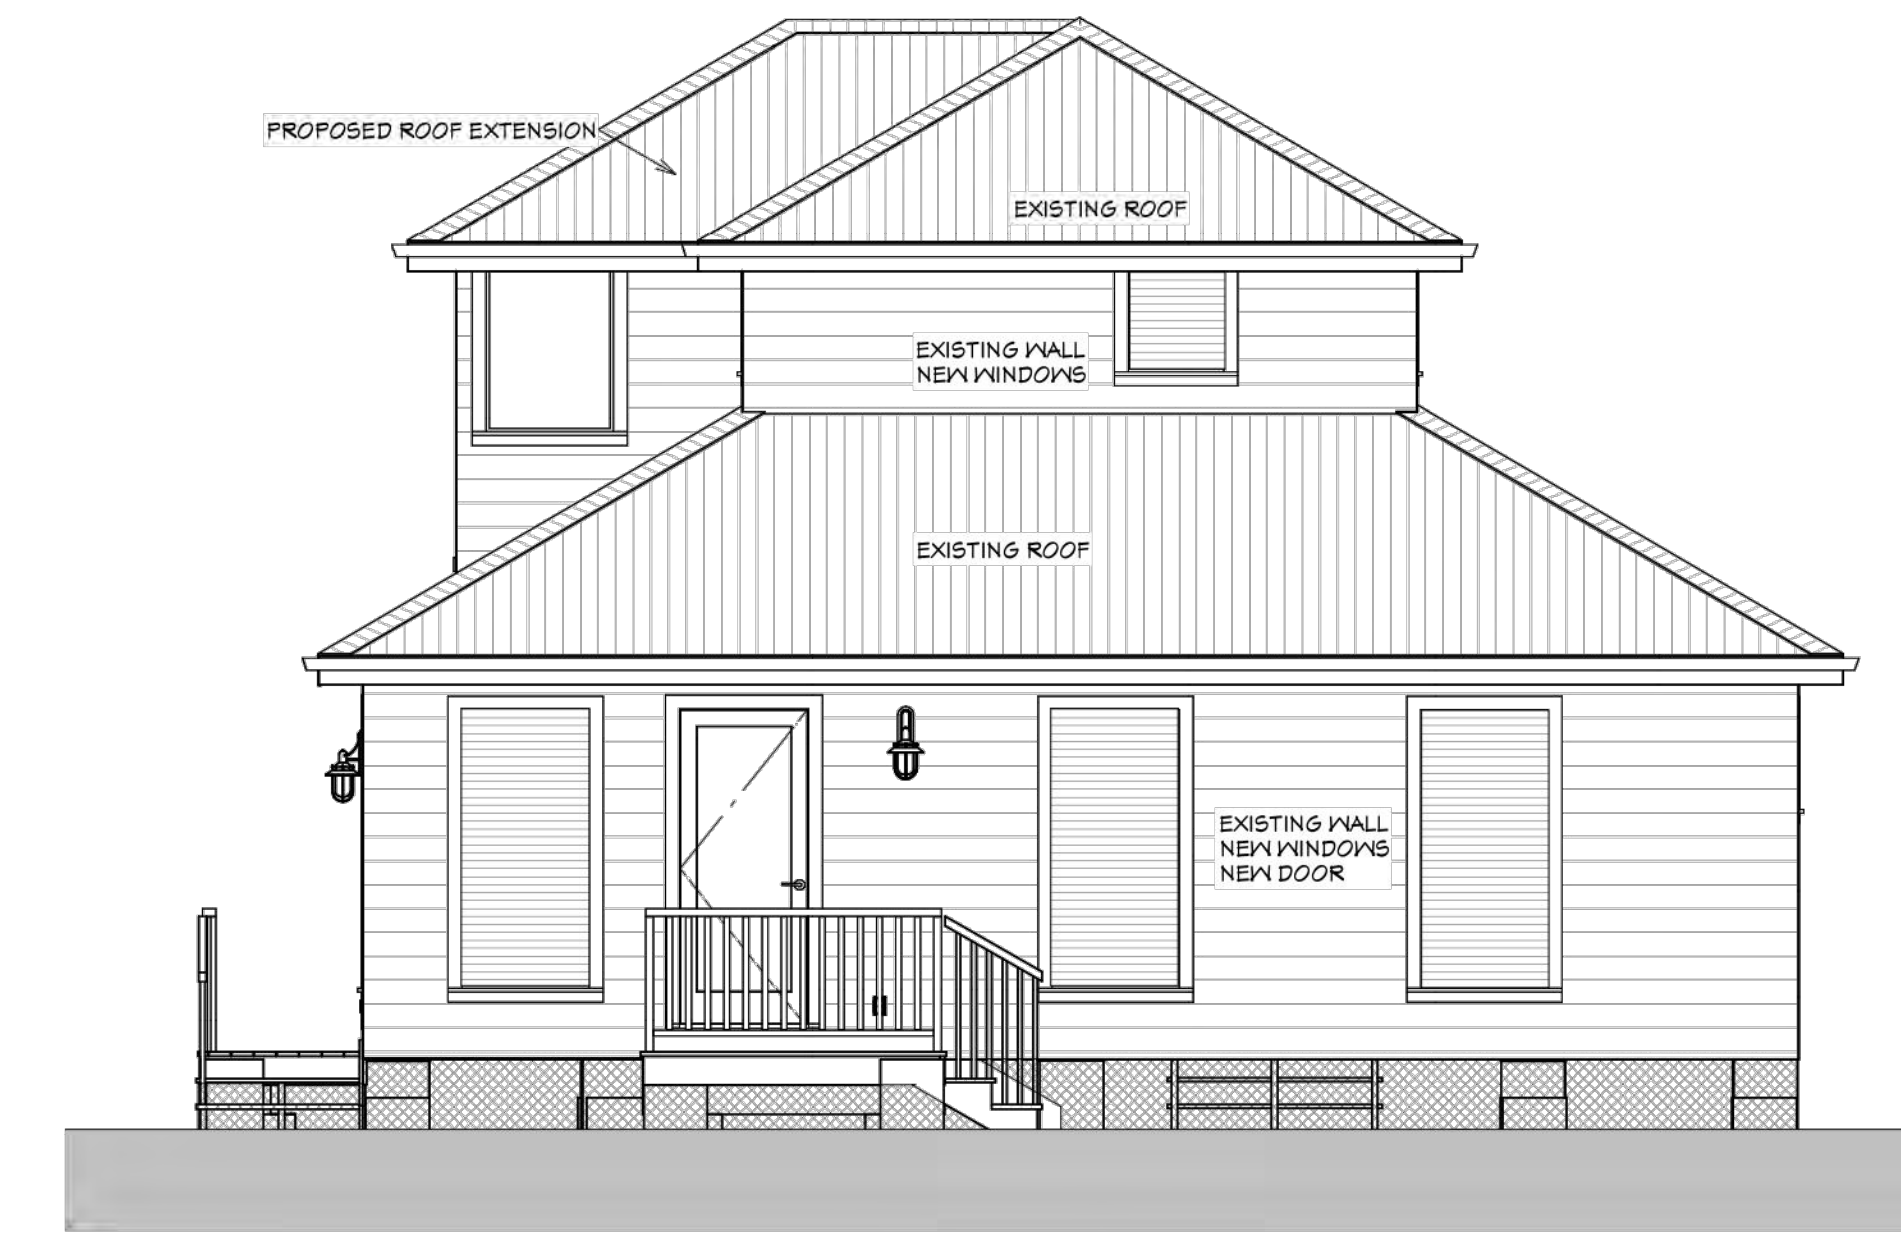 PROPOSED ROOF EXTENSION
EXISTING ROOF
EXISTING WALL
NEW WINDOWS
EXISTING ROOF
EXISTING WALL
NEW WINDOWS
NEW DOOR